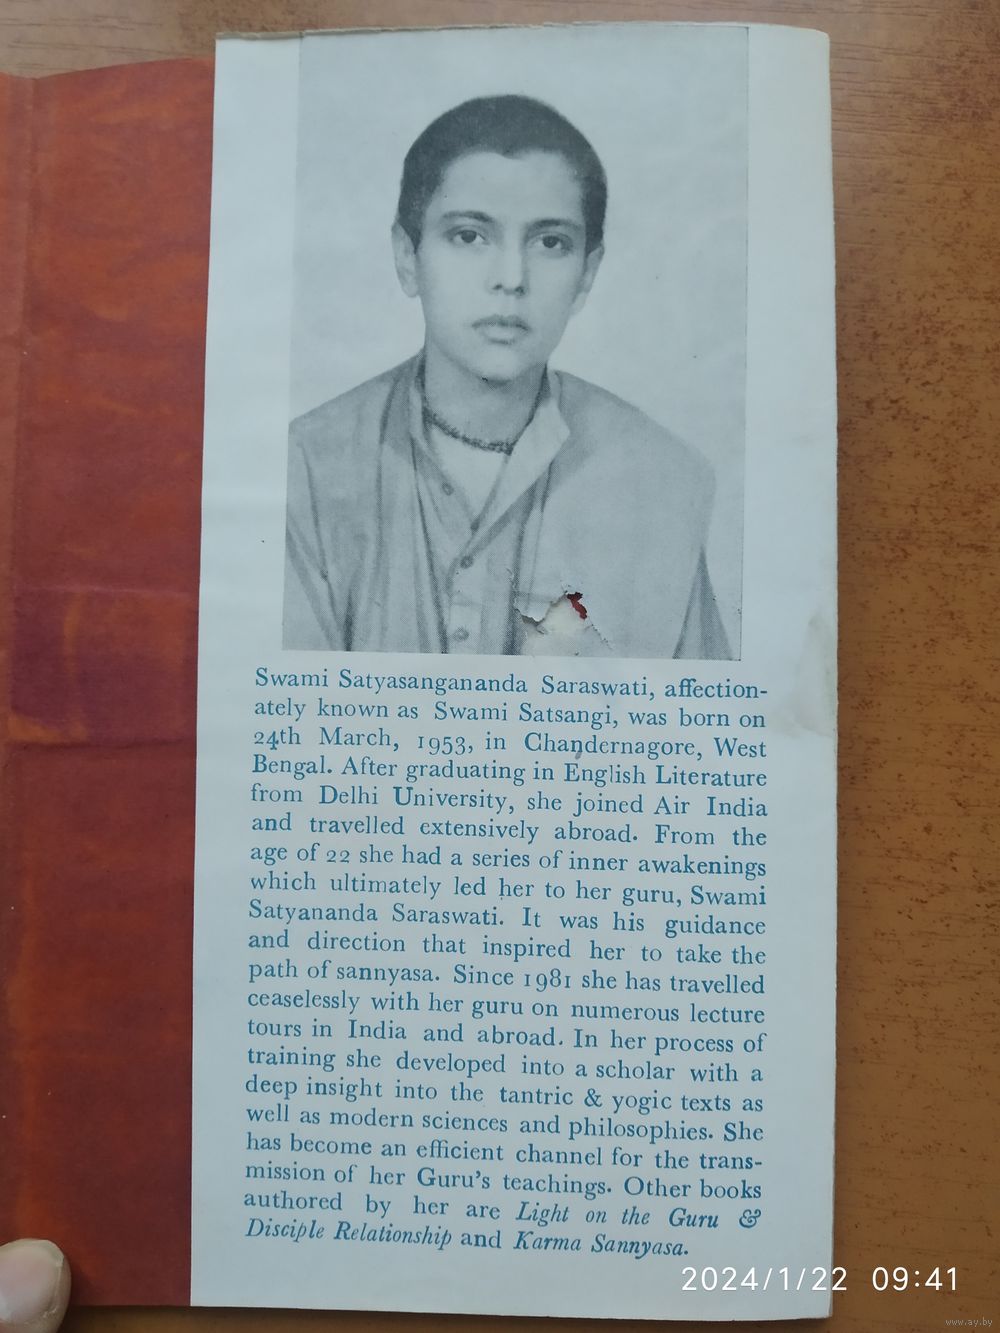 Swami Satyasangananda Saraswati, affection-
ately known as Swami Satsangi, was born on
24th March, 1953, in Chandernagore, West
Bengal. After graduating in English Literature
from Delhi University, she joined Air India
and travelled extensively abroad. From the
age of 22 she had a series of inner awakenings
which ultimately led her to her guru, Swami
Satyananda Saraswati. It was his guidance
and direction that inspired her to take the
path of sannyasa. Since 1981 she has travelled
ceaselessly with her guru on numerous lecture
tours in India and abroad. In her process of
training she developed into a scholar with a
deep insight into the tantric & yogic texts as
well as modern sciences and philosophies. She
has become an efficient channel for the trans-
mission of her Guru's teachings. Other books
authored by her are Light on the Guru &
Disciple Relationship and Karma Sannyasa.
2024/1/22 09:41
www.ay.by